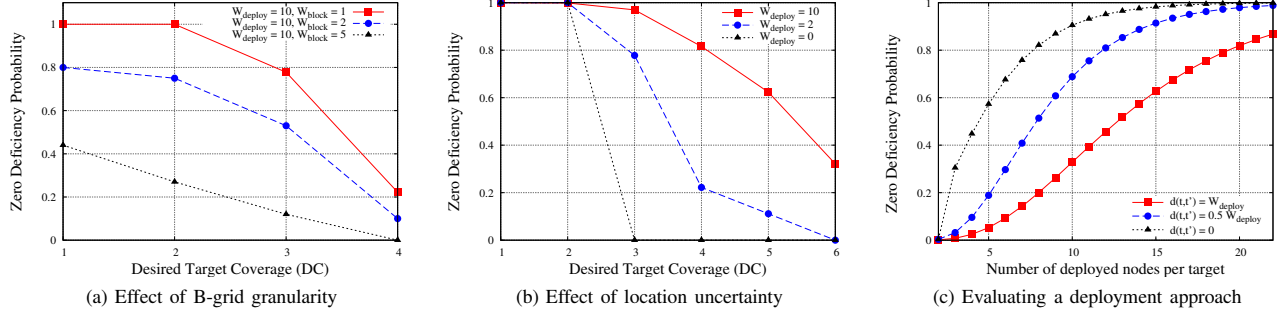 Zero Deficiency Probability
1
0.8
0.6
0.4
0.2
0
1 2 3 4
Desired Target Coverage (DC)
W_deploy = 10, W_block = 1
W_deploy = 10, W_block = 2
W_deploy = 10, W_block = 5
(a) Effect of B-grid granularity
Zero Deficiency Probability
1
0.8
0.6
0.4
0.2
0
1 2 3 4 5 6
Desired Target Coverage (DC)
W_deploy = 10
W_deploy = 2
W_deploy = 0
(b) Effect of location uncertainty
Zero Deficiency Probability
1
0.8
0.6
0.4
0.2
0
5 10 15 20
Number of deployed nodes per target
d(t,t') = W_deploy
d(t,t') = 0.5 W_deploy
d(t,t') = 0
(c) Evaluating a deployment approach